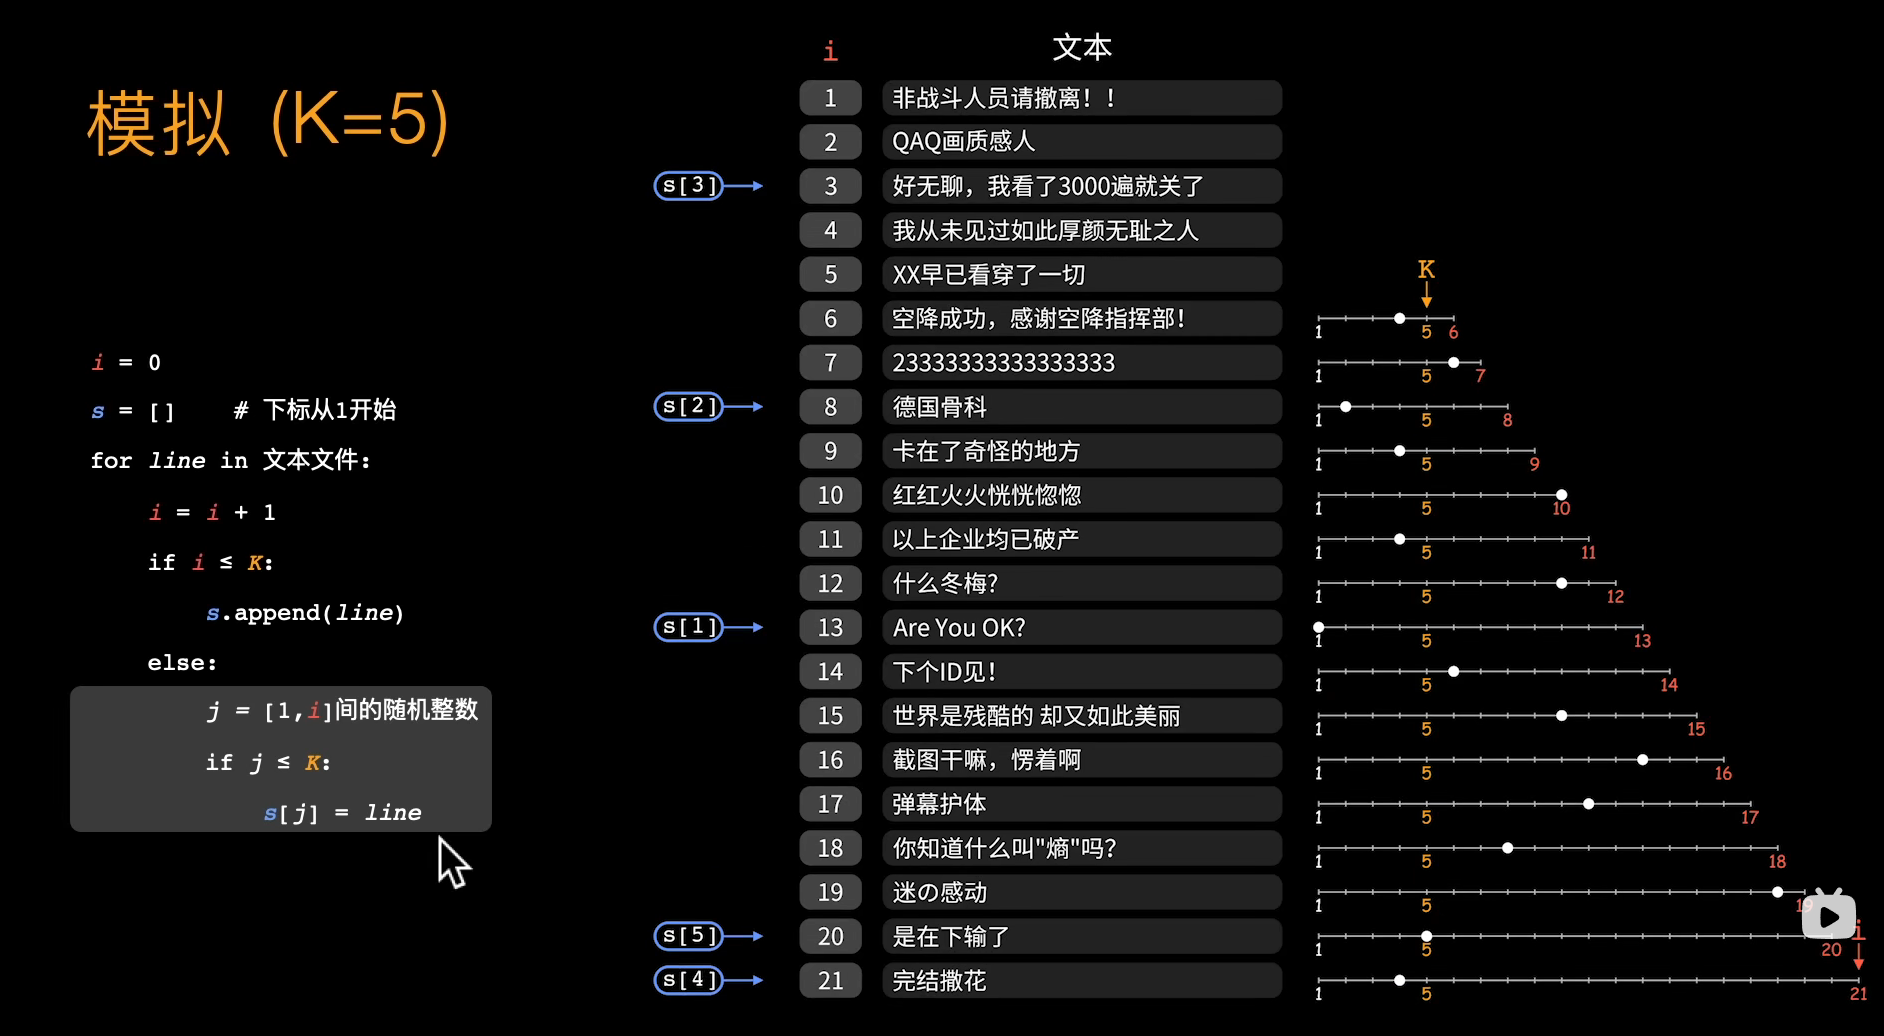 模拟 (K=5)
i = 0
s = []    # 下标从1开始
for line in 文本文件:
i = i + 1
if i ≤ K:
s.append(line)
else:
j = [1,i]间的随机整数
if j ≤ K:
s[j] = line
i 文本
1 非战斗人员请撤离！！
2 QAQ画质感人
s[3] 3 好无聊，我看了3000遍就关了
4 我从未见过如此厚颜无耻之人
5 XX早已看穿了一切
K
6 空降成功，感谢空降指挥部！ 1 5 6
7 23333333333333333 1 5 7
s[2] 8 德国骨科 1 5 8
9 卡在了奇怪的地方 1 5 9
10 红红火火恍恍惚惚 1 5 10
11 以上企业均已破产 1 5 11
12 什么冬梅? 1 5 12
s[1] 13 Are You OK? 1 5 13
14 下个ID见！ 1 5 14
15 世界是残酷的 却又如此美丽 1 5 15
16 截图干嘛，愣着啊 1 5 16
17 弹幕护体 1 5 17
18 你知道什么叫"熵"吗？ 1 5 18
19 迷の感动 1 5 19
i
s[5] 20 是在下输了 1 5 20
s[4] 21 完结撒花 1 5 21